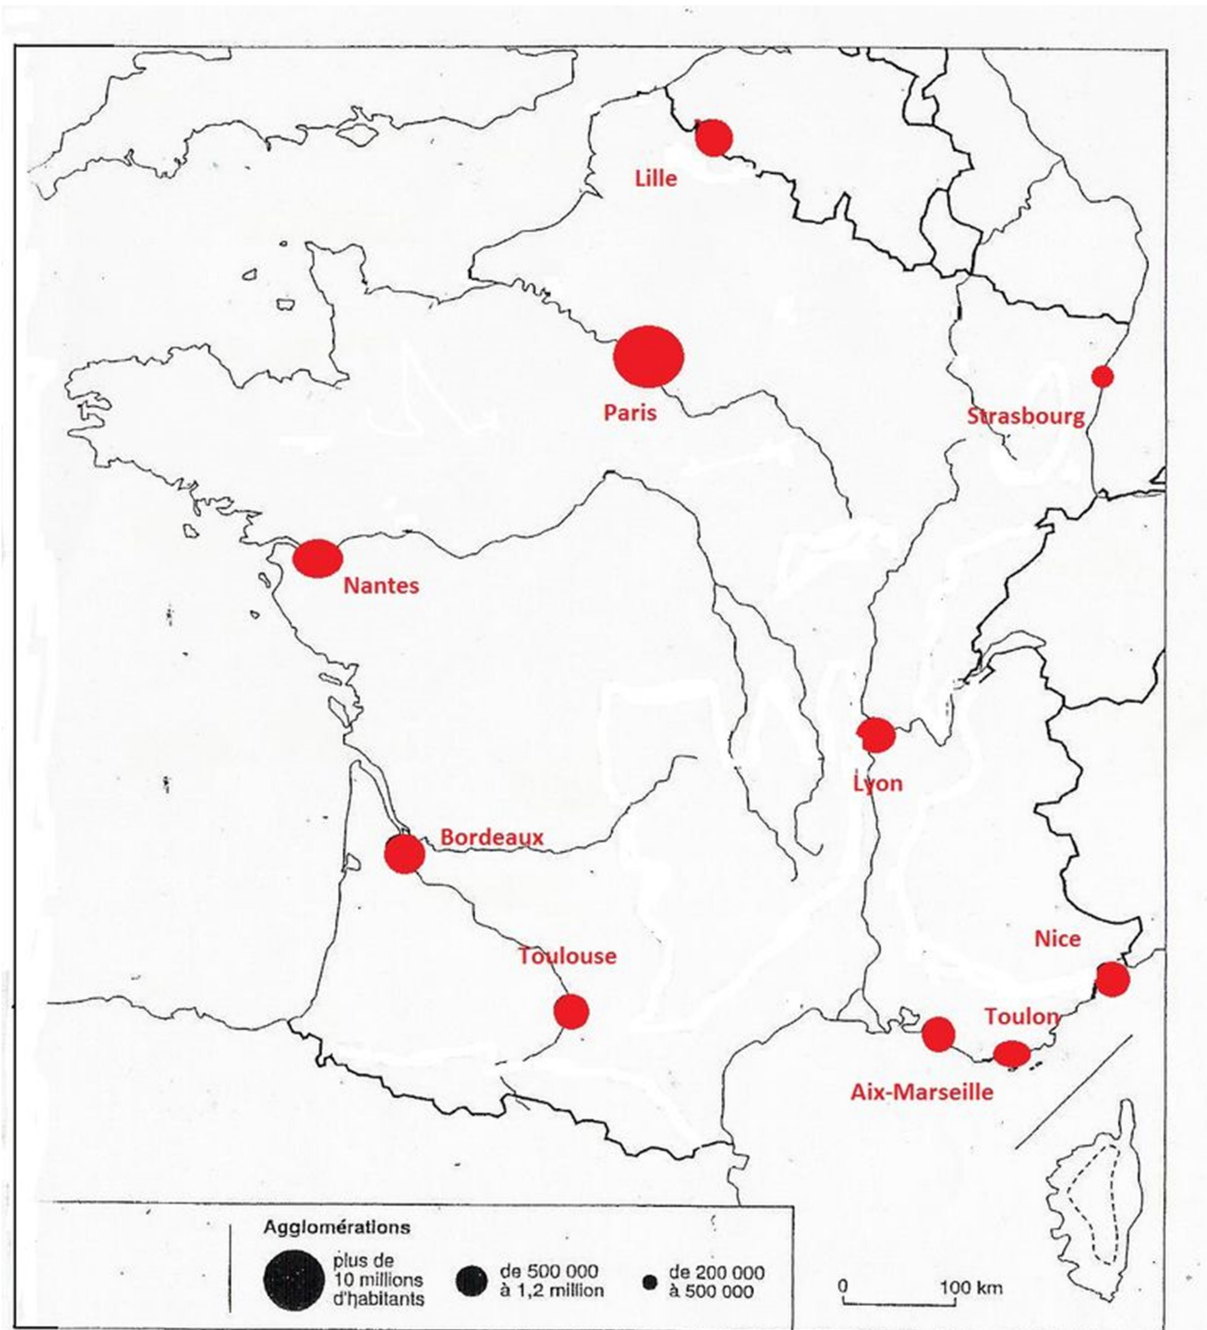 Lille
Paris
Strasbourg
Nantes
Lyon
Bordeaux
Nice
Toulouse
Toulon
Aix-Marseille
Agglomérations
plus de
10 millions
d'habitants
de 500 000
à 1,2 million
de 200 000
à 500 000
0 100 km